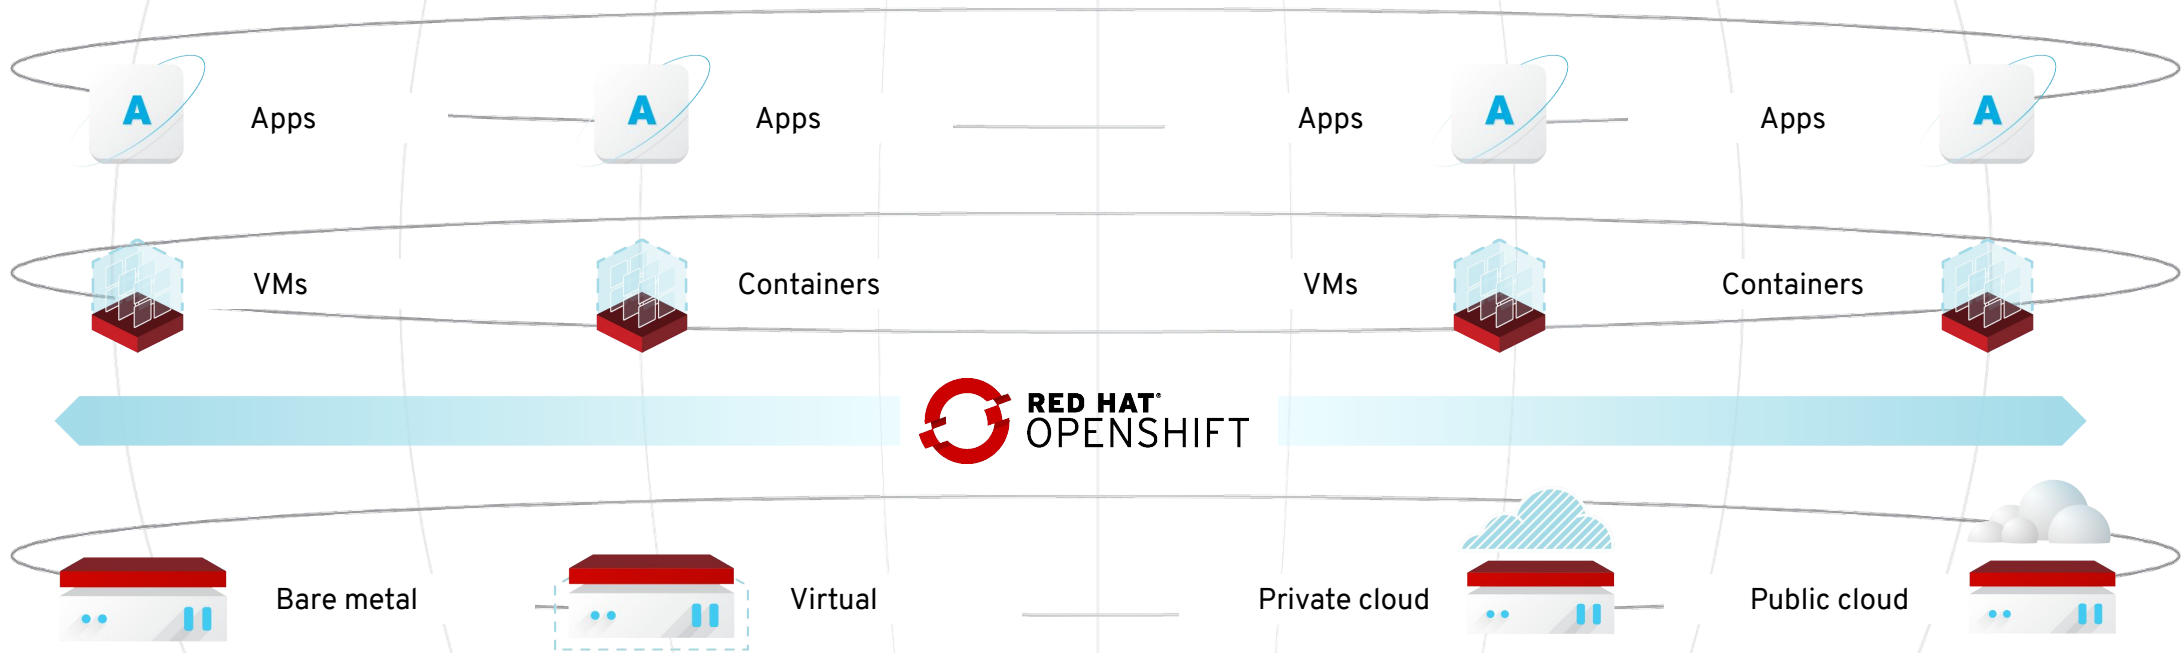 A Apps A Apps Apps A Apps A
VMs Containers VMs Containers
RED HAT®
OPENSHIFT
Bare metal Virtual Private cloud Public cloud